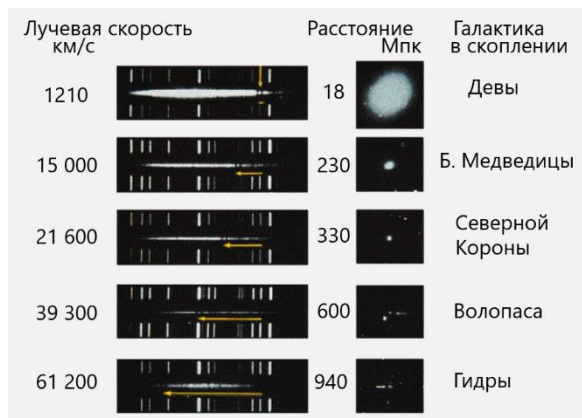 Лучевая скорость Расстояние Галактика
км/с Мпк в скоплении
1210 18 Девы
15 000 230 Б. Медведицы
21 600 330 Северной
Короны
39 300 600 Волопаса
61 200 940 Гидры